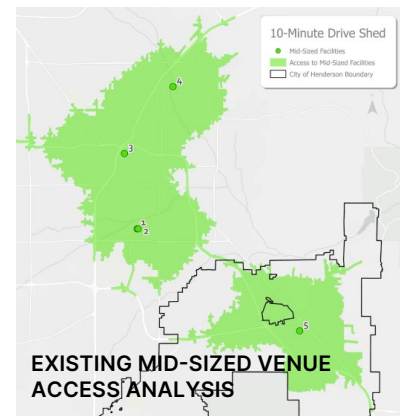 10-Minute Drive Shed
Mid-Sized Facilities
Access to Mid-Sized Facilities
City of Henderson Boundary
4
3
1
2
5
EXISTING MID-SIZED VENUE
ACCESS ANALYSIS